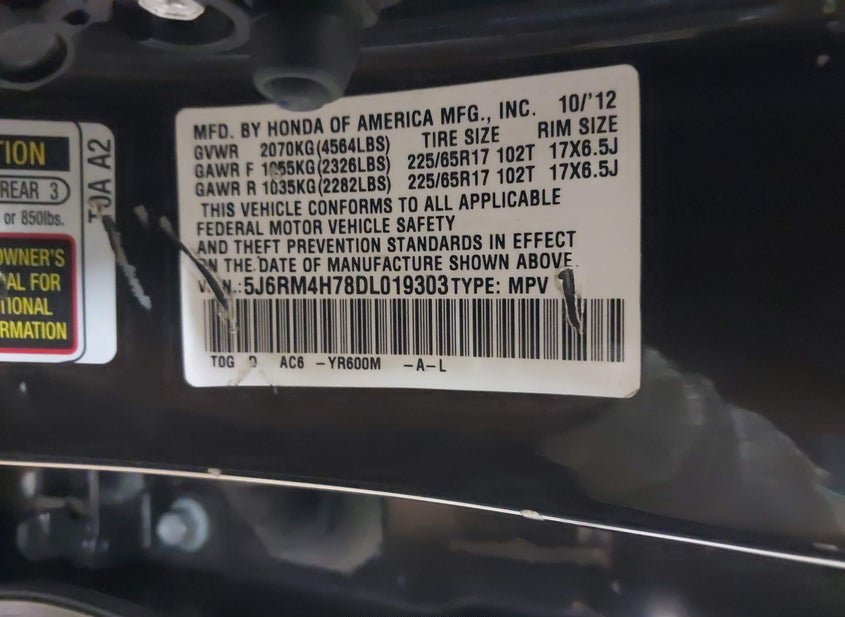 TION
REAR 3
or 850lbs.
OWNER'S
AL FOR
TIONAL
RMATION
A A2
MFD. BY HONDA OF AMERICA MFG., INC. 10/'12
GVWR 2070KG(4564LBS) TIRE SIZE RIM SIZE
GAWR F 1055KG(2326LBS) 225/65R17 102T 17X6.5J
GAWR R 1035KG(2282LBS) 225/65R17 102T 17X6.5J
THIS VEHICLE CONFORMS TO ALL APPLICABLE
FEDERAL MOTOR VEHICLE SAFETY
AND THEFT PREVENTION STANDARDS IN EFFECT
ON THE DATE OF MANUFACTURE SHOWN ABOVE.
V.I.N.:5J6RM4H78DL019303 TYPE: MPV
TDG AC6 -YR600M -A-L